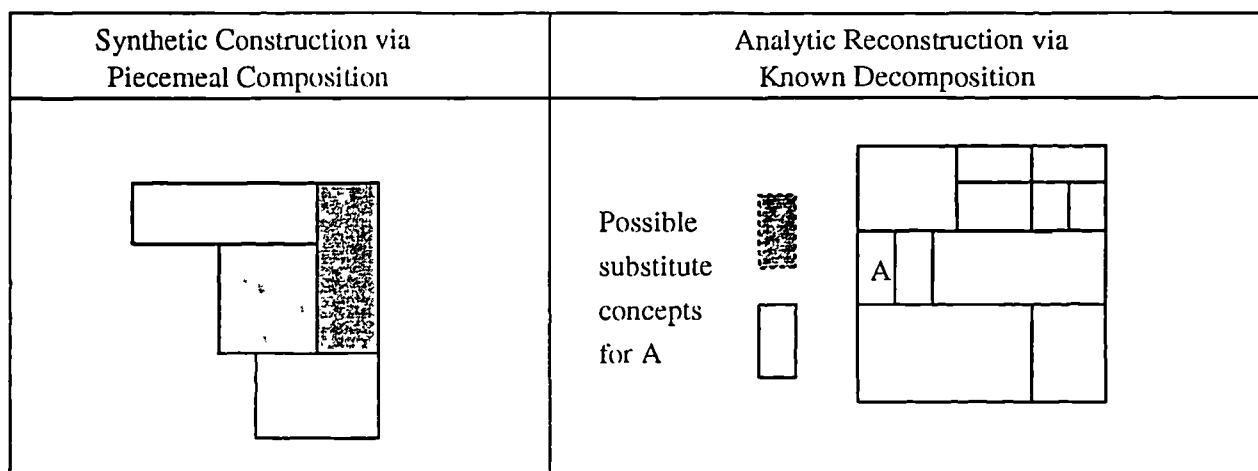 Synthetic Construction via
Piecemeal Composition
Analytic Reconstruction via
Known Decomposition
Possible
substitute
concepts
for A
A